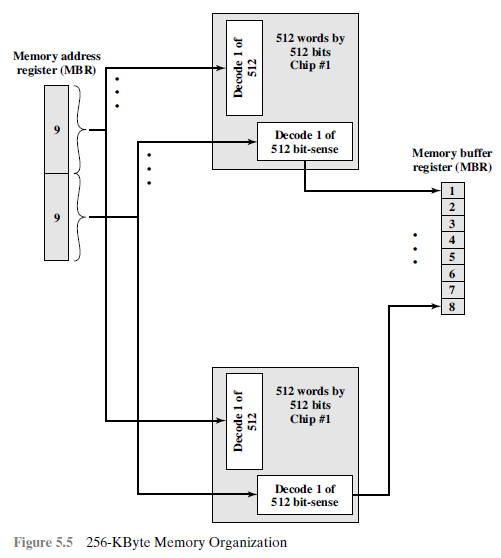 Memory address
register (MBR)
9
9
Decode 1 of
512
512 words by
512 bits
Chip #1
Decode 1 of
512 bit-sense
Memory buffer
register (MBR)
1
2
3
4
5
6
7
8
Decode 1 of
512
512 words by
512 bits
Chip #1
Decode 1 of
512 bit-sense
Figure 5.5 256-KByte Memory Organization